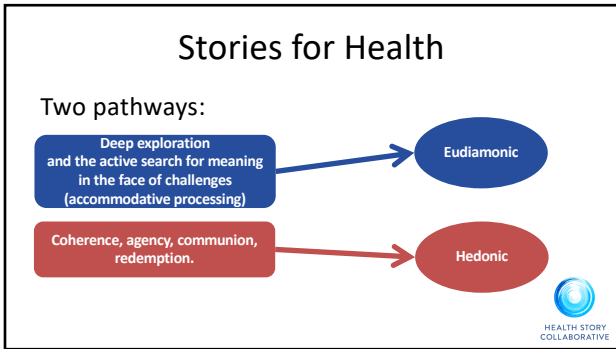 Stories for Health
Two pathways:
Deep exploration
and the active search for meaning
in the face of challenges
(accommodative processing)
Eudiamonic
Coherence, agency, communion,
redemption.
Hedonic
HEALTH STORY
COLLABORATIVE